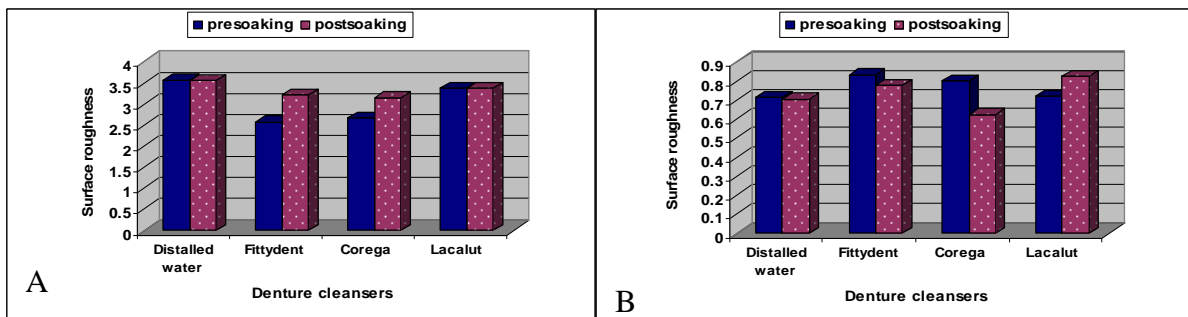 presoaking postsoaking
4
3.5
3
2.5
2
1.5
1
0.5
0
Surface roughness
Distalled water Fittydent Corega Lacalut
Denture cleansers
A
presoaking postsoaking
0.9
0.8
0.7
0.6
0.5
0.4
0.3
0.2
0.1
0
Surface roughness
Distalled water Fittydent Corega Lacalut
Denture cleansers
B